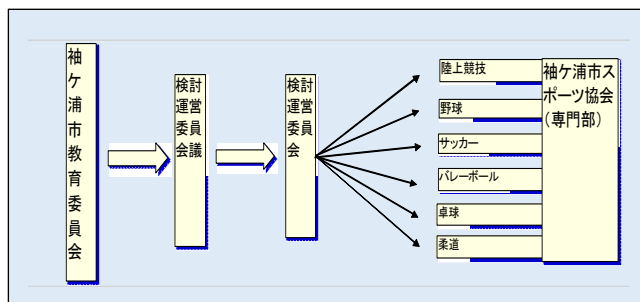 袖ケ浦市教育委員会
検討
運営
委員
会議
検討
運営
委員
会
陸上競技
野球
サッカー
バレーボール
卓球
柔道
袖ケ浦市ス
ポーツ協会
（専門部）